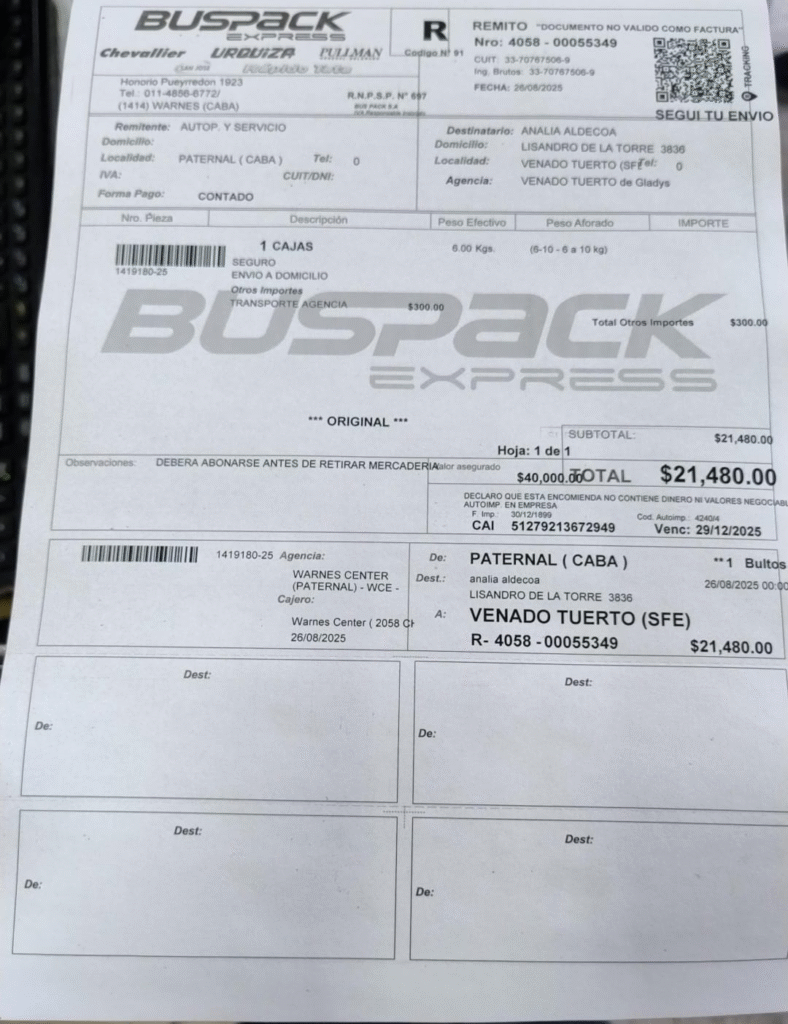 BUSPACK
EXPRESS
Chevallier URQUIZA PULLMAN
Honorio Pueyrredon 1923
Tel.: 011-4856-6772/
(1414) WARNES (CABA)
R.N.P.S.P. N° 697
BUS PACK S.A
R
Codigo N° 91
REMITO "DOCUMENTO NO VALIDO COMO FACTURA"
Nro: 4058 - 00055349
CUIT: 33-70767506-9
Ing. Brutos: 33-70767506-9
FECHA: 26/08/2025
TRACKING
SEGUI TU ENVIO
Remitente: AUTOP. Y SERVICIO
Domicilio:
Localidad: PATERNAL ( CABA ) Tel: 0
IVA: CUIT/DNI:
Forma Pago: CONTADO
Destinatario: ANALIA ALDECOA
Domicilio: LISANDRO DE LA TORRE 3836
Localidad: VENADO TUERTO (SFE Tel: 0
Agencia: VENADO TUERTO de Gladys
Nro. Pieza Descripción Peso Efectivo Peso Aforado IMPORTE
1 CAJAS 6.00 Kgs. (6-10 - 6 a 10 kg)
1419180-25
SEGURO
ENVIO A DOMICILIO
Otros Importes
TRANSPORTE AGENCIA $300.00
Total Otros Importes $300.00
BUSPACK
EXPRESS
*** ORIGINAL ***
SUBTOTAL: $21,480.00
Hoja: 1 de 1
Observaciones: DEBERA ABONARSE ANTES DE RETIRAR MERCADERIA
Valor asegurado
$40,000.00
TOTAL $21,480.00
DECLARO QUE ESTA ENCOMIENDA NO CONTIENE DINERO NI VALORES NEGOCIABL
AUTOIMP. EN EMPRESA
F. Imp.: 30/12/1899 Cod. Autoimp.: 4240/4
CAI 51279213672949 Venc: 29/12/2025
1419180-25 Agencia:
WARNES CENTER
(PATERNAL) - WCE -
Cajero:
Warnes Center ( 2058 CH
26/08/2025
De: PATERNAL ( CABA ) **1 Bultos
Dest.: analia aldecoa 26/08/2025 00:00
LISANDRO DE LA TORRE 3836
A: VENADO TUERTO (SFE)
R- 4058 - 00055349 $21,480.00
Dest:
De:
Dest:
De:
Dest:
De:
Dest:
De: